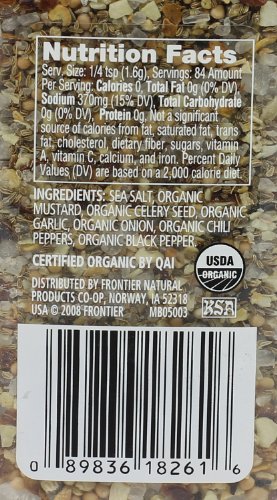 Nutrition Facts
Serv. Size: 1/4 tsp (1.6g), Servings: 84 Amount
Per Serving: Calories 0, Total Fat 0g (0% DV),
Sodium 370mg (15% DV), Total Carbohydrate
0g (0% DV), Protein 0g. Not a significant
source of calories from fat, saturated fat, trans
fat, cholesterol, dietary fiber, sugars, vitamin
A, vitamin C, calcium, and iron. Percent Daily
Values (DV) are based on a 2,000 calorie diet.
INGREDIENTS: SEA SALT, ORGANIC
MUSTARD, ORGANIC CELERY SEED, ORGANIC
GARLIC, ORGANIC ONION, ORGANIC CHILI
PEPPERS, ORGANIC BLACK PEPPER.
CERTIFIED ORGANIC BY QAI
USDA
ORGANIC
DISTRIBUTED BY FRONTIER NATURAL
PRODUCTS CO-OP, NORWAY, IA 52318
USA © 2008 FRONTIER MB05003
KSA
0 89836 18261 6